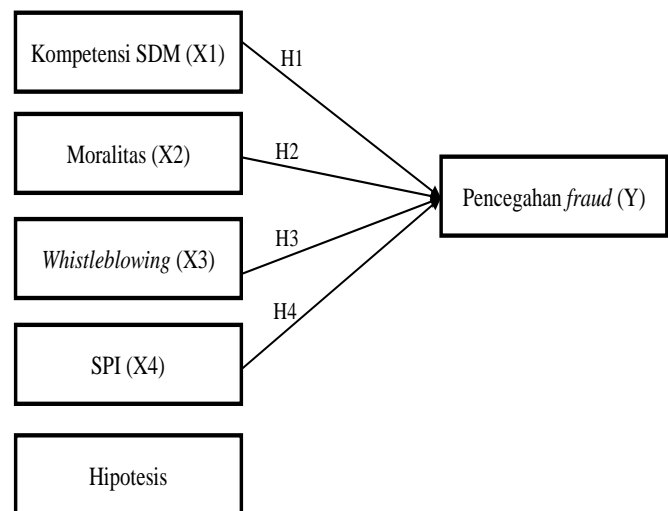 Kompetensi SDM (X1)
H1
Moralitas (X2)
H2
Pencegahan fraud (Y)
Whistleblowing (X3)
H3
H4
SPI (X4)
Hipotesis